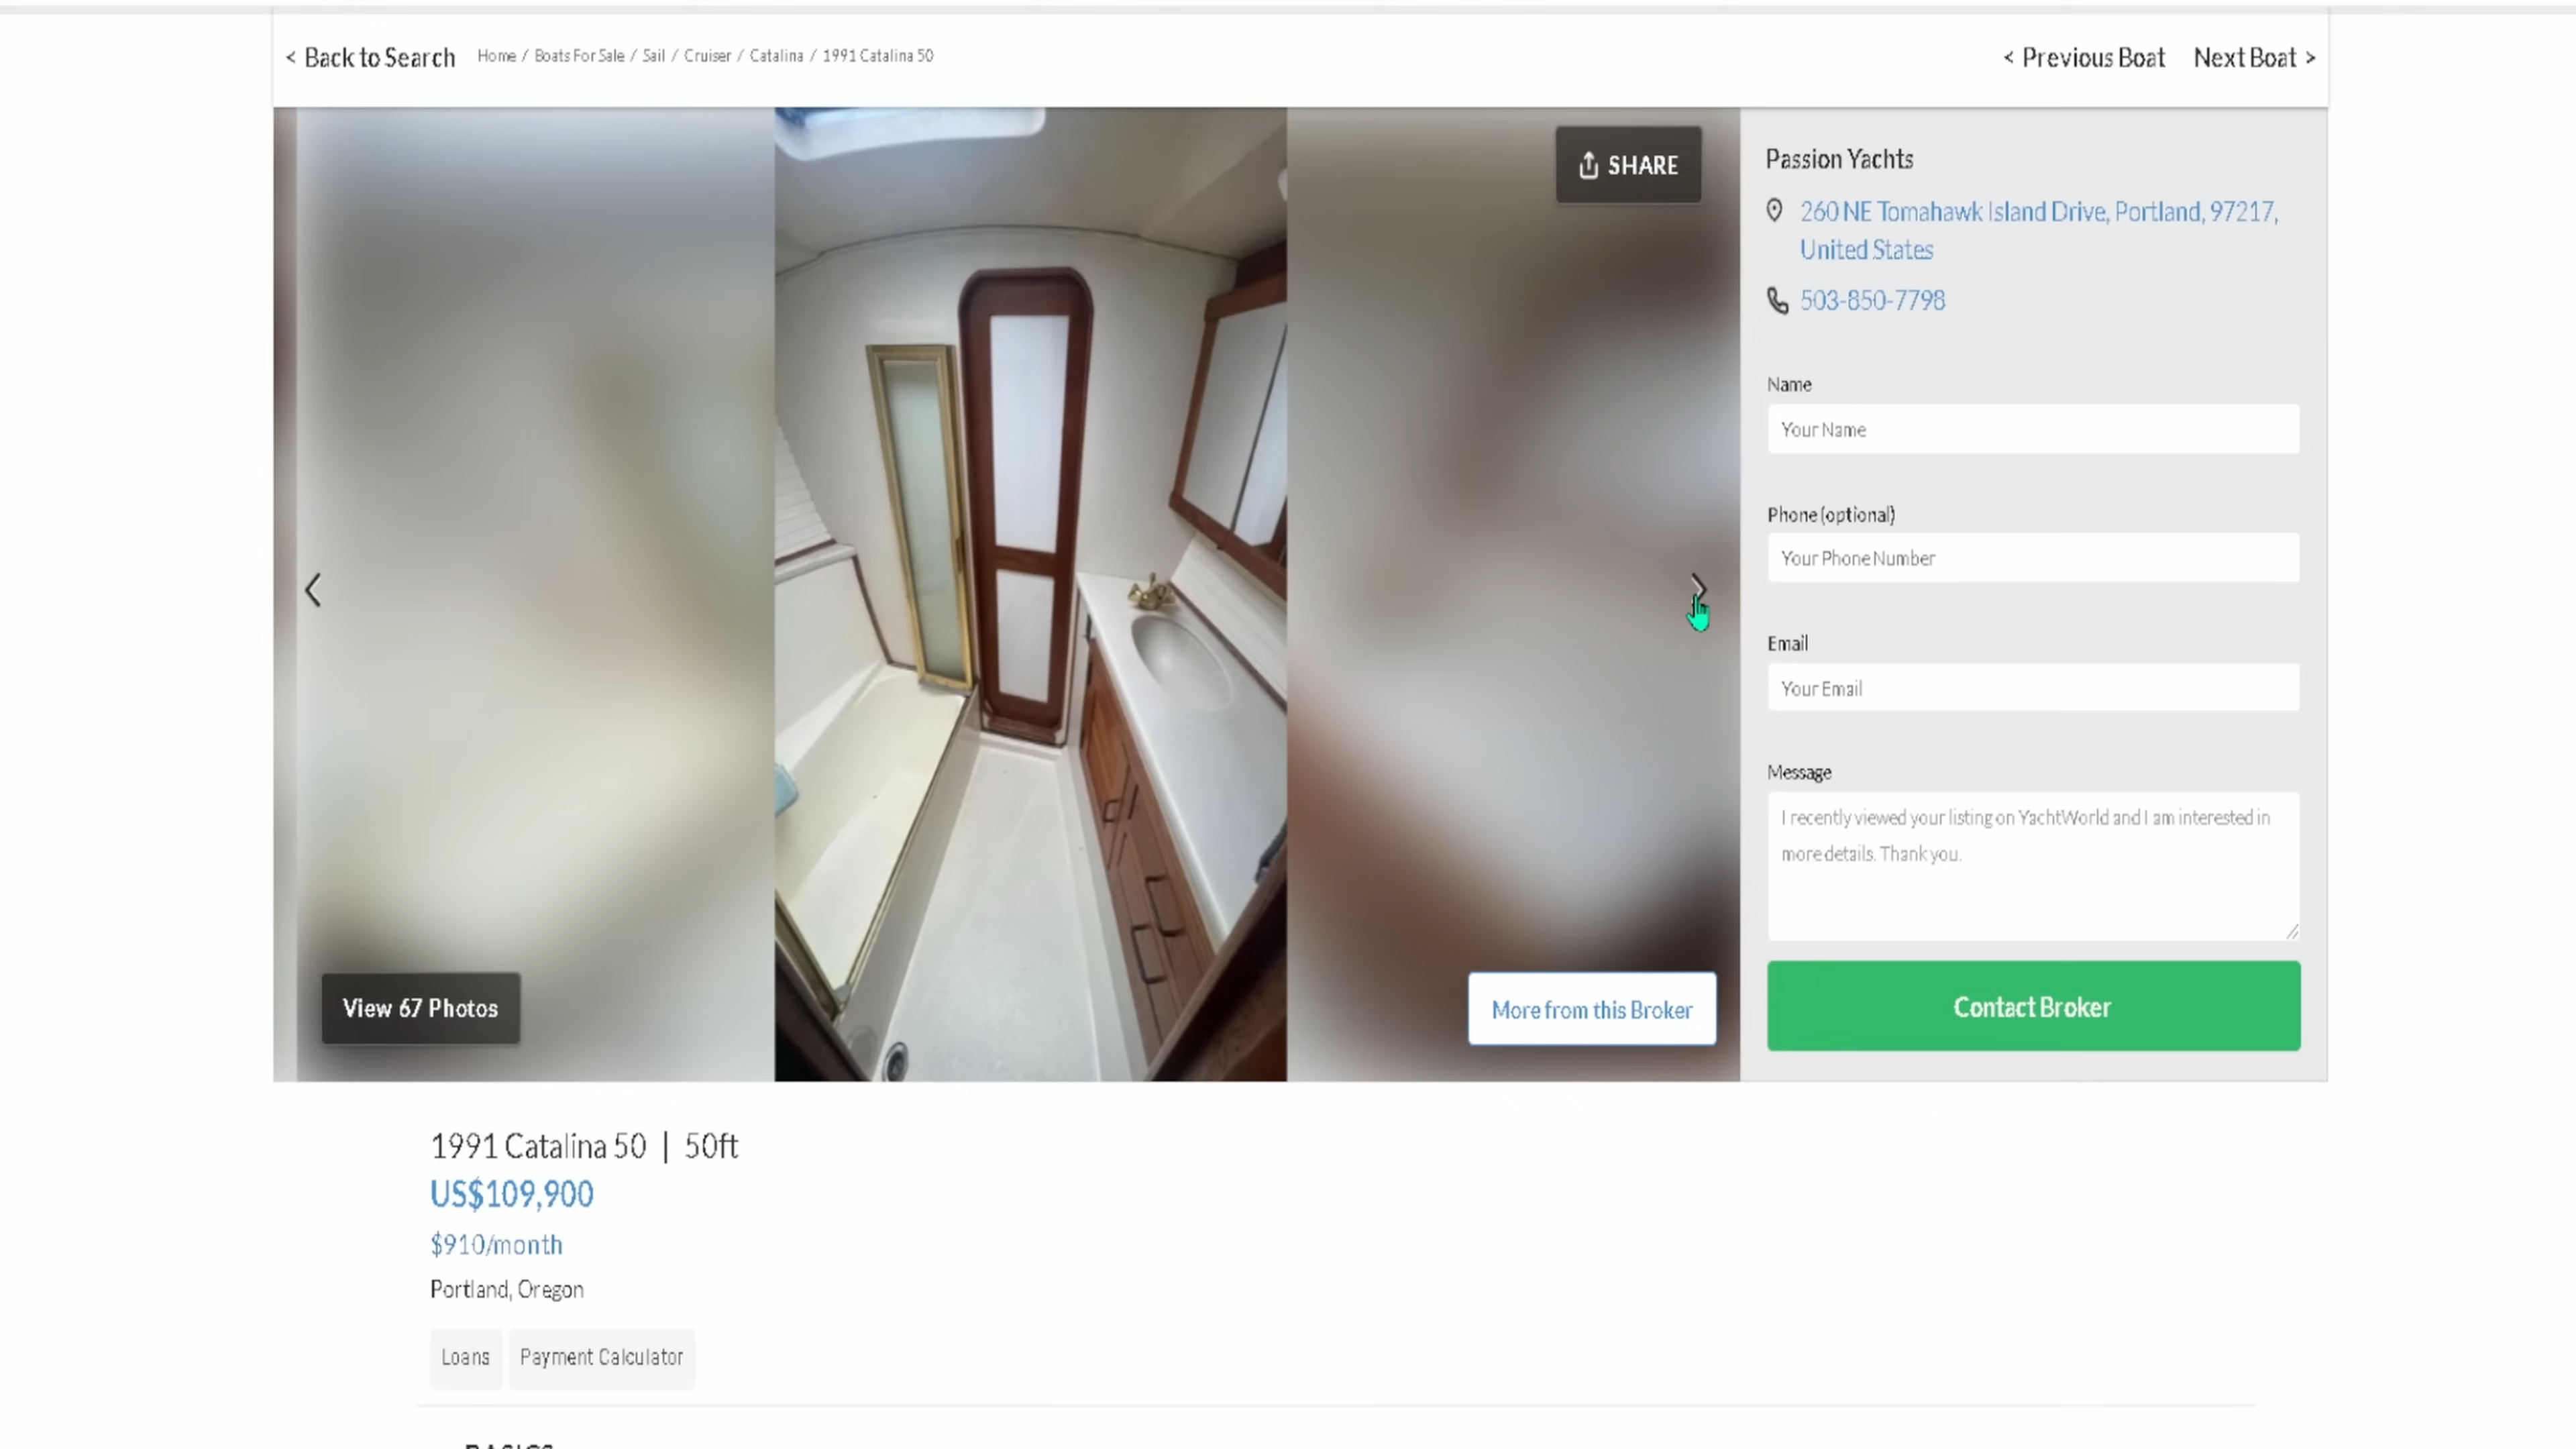 < Back to Search
Home / Boats For Sale / Sail / Cruiser / Catalina / 1991 Catalina 50
< Previous Boat
Next Boat >
SHARE
View 67 Photos
More from this Broker
Passion Yachts
260 NE Tomahawk Island Drive, Portland, 97217,
United States
503-850-7798
Name
Your Name
Phone (optional)
Your Phone Number
Email
Your Email
Message
I recently viewed your listing on YachtWorld and I am interested in
more details. Thank you.
Contact Broker
1991 Catalina 50 | 50ft
US$109,900
$910/month
Portland, Oregon
Loans
Payment Calculator